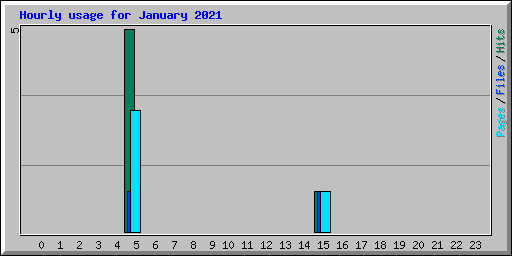 Hourly usage for January 2021
5
Pages/Files/Hits
0 1 2 3 4 5 6 7 8 9 10 11 12 13 14 15 16 17 18 19 20 21 22 23